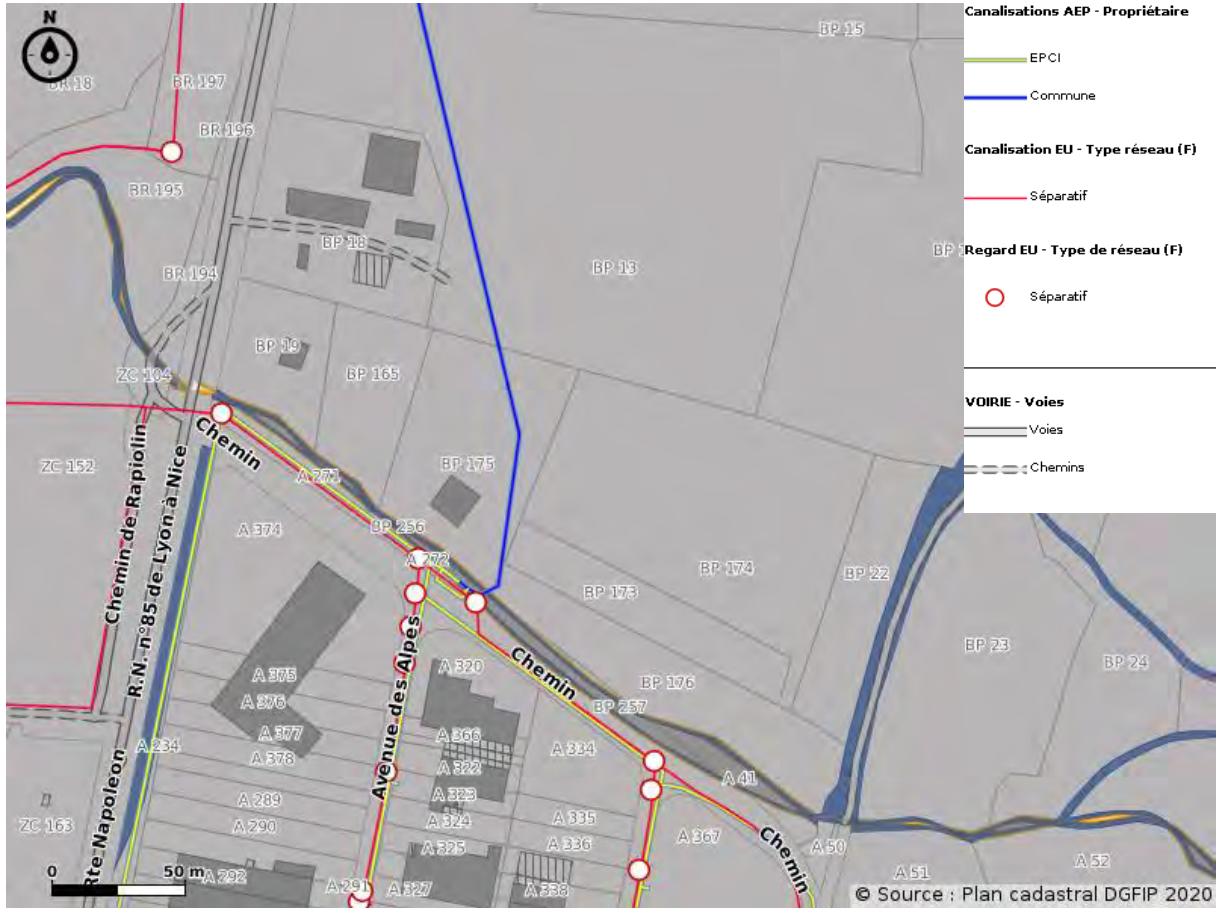 N
BR 18
BR 197
BR 196
BR 195
BR 194
BP 15
BP 18
BP 13
BP 19
BP 165
ZC 104
Chemin
ZC 152
Chemin de Rapiolin
R.N. n°85 de Lyon à Nice
A 271
BP 175
A 374
BP 256
A 272
BP 174
BP 173
BP 22
BP 23
BP 24
Avenue des Alpes
A 320
Chemin
BP 176
BP 257
A 375
A 376
A 377
A 378
A 366
A 322
A 323
A 324
A 325
A 334
A 335
A 336
A 338
A 41
A 234
A 289
A 290
A 292
A 291
A 327
A 367
Chemin
A 50
A 51
A 52
ZC 163
Rte Napoleon
0 50 m
© Source : Plan cadastral DGFIP 2020
Canalisations AEP - Propriétaire
EPCI
Commune
Canalisation EU - Type réseau (F)
Séparatif
Regard EU - Type de réseau (F)
Séparatif
VOIRIE - Voies
Voies
Chemins